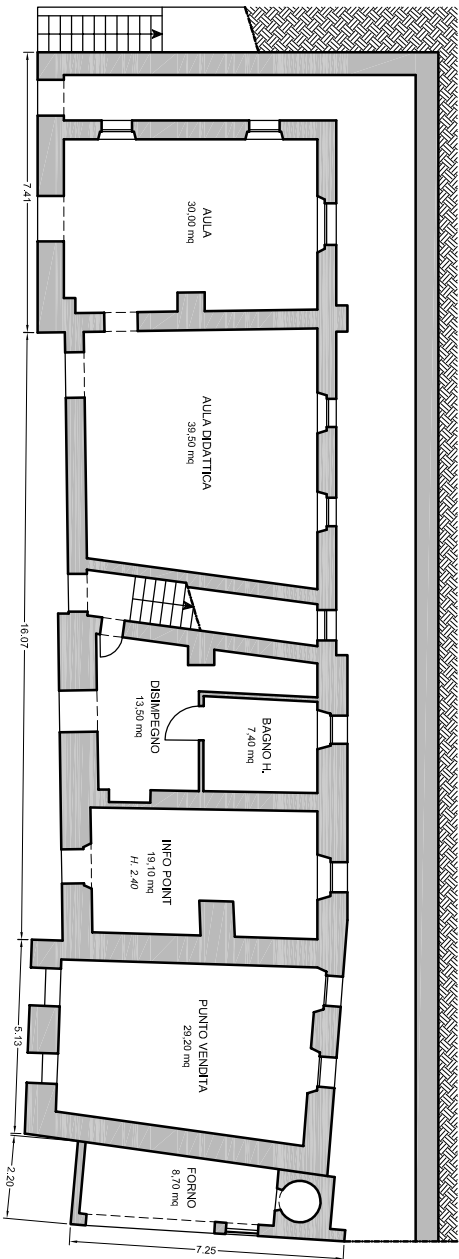 AULA
30,00 mq
AULA DIDATTICA
39,50 mq
DISIMPEGNO
13,50 mq
BAGNO H.
7,40 mq
INFO POINT
19,10 mq
H. 2.40
PUNTO VENDITA
29,20 mq
FORNO
8,70 mq
7.41
16.07
5.13
2.20
7.25